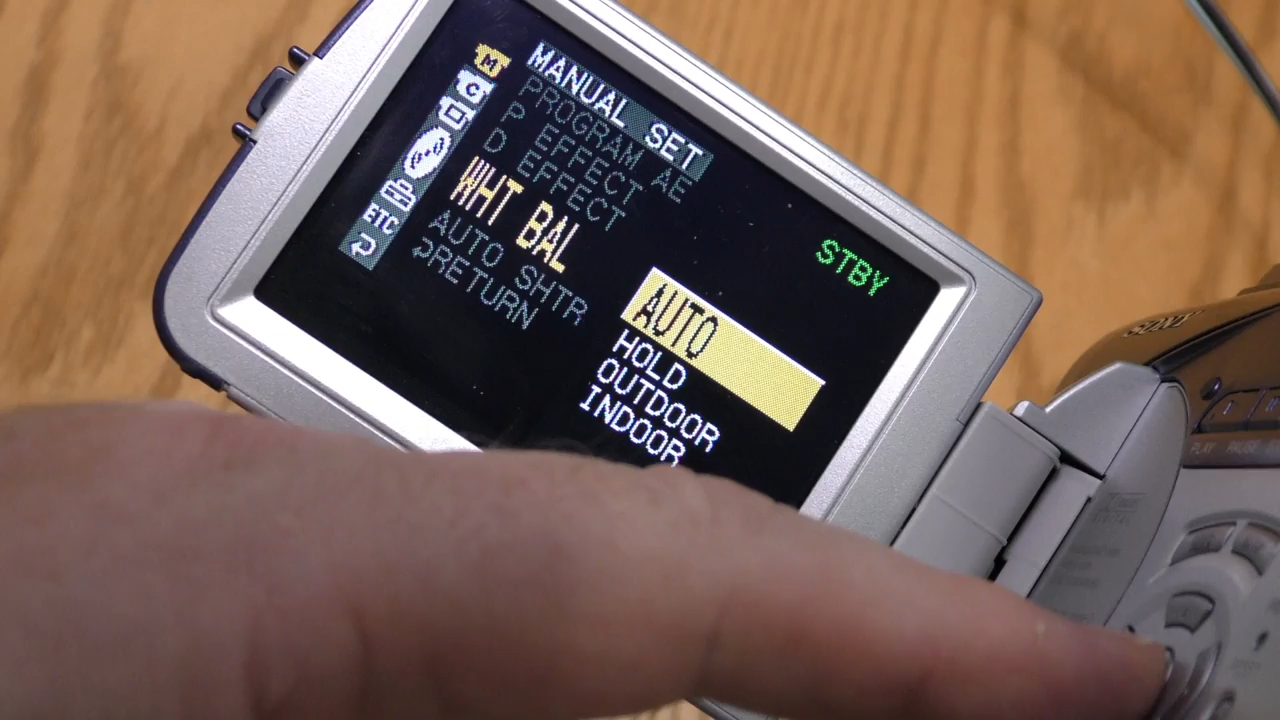 MANUAL SET
PROGRAM AE
P EFFECT
D EFFECT
WHT BAL
AUTO SHTR
RETURN
M
C
ETC
STBY
AUTO
HOLD
OUTDOOR
INDOOR
SONY
PLAY PAUSE